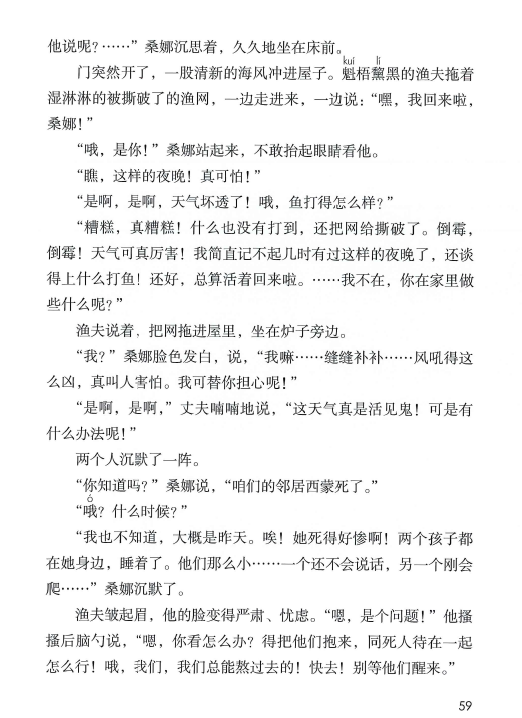 他说呢？……”桑娜沉思着，久久地坐在床前。
kuí lí
门突然开了，一股清新的海风冲进屋子。魁梧黧黑的渔夫拖着
湿淋淋的被撕破了的渔网，一边走进来，一边说：“嘿，我回来啦，
桑娜！”
“哦，是你！”桑娜站起来，不敢抬起眼睛看他。
“瞧，这样的夜晚！真可怕！”
“是啊，是啊，天气坏透了！哦，鱼打得怎么样？”
“糟糕，真糟糕！什么也没有打到，还把网给撕破了。倒霉，
倒霉！天气可真厉害！我简直记不起几时有过这样的夜晚了，还谈
得上什么打鱼！还好，总算活着回来啦。……我不在，你在家里做
些什么呢？”
渔夫说着，把网拖进屋里，坐在炉子旁边。
“我？”桑娜脸色发白，说，“我嘛……缝缝补补……风吼得这
么凶，真叫人害怕。我可替你担心呢！”
“是啊，是啊，”丈夫喃喃地说，“这天气真是活见鬼！可是有
什么办法呢！”
两个人沉默了一阵。
“你知道吗？”桑娜说，“咱们的邻居西蒙死了。”
ó
“哦？什么时候？”
“我也不知道，大概是昨天。唉！她死得好惨啊！两个孩子都
在她身边，睡着了。他们那么小……一个还不会说话，另一个刚会
爬……”桑娜沉默了。
渔夫皱起眉，他的脸变得严肃、忧虑。“嗯，是个问题！”他搔
搔后脑勺说，“嗯，你看怎么办？得把他们抱来，同死人待在一起
怎么行！哦，我们，我们总能熬过去的！快去！别等他们醒来。”
59